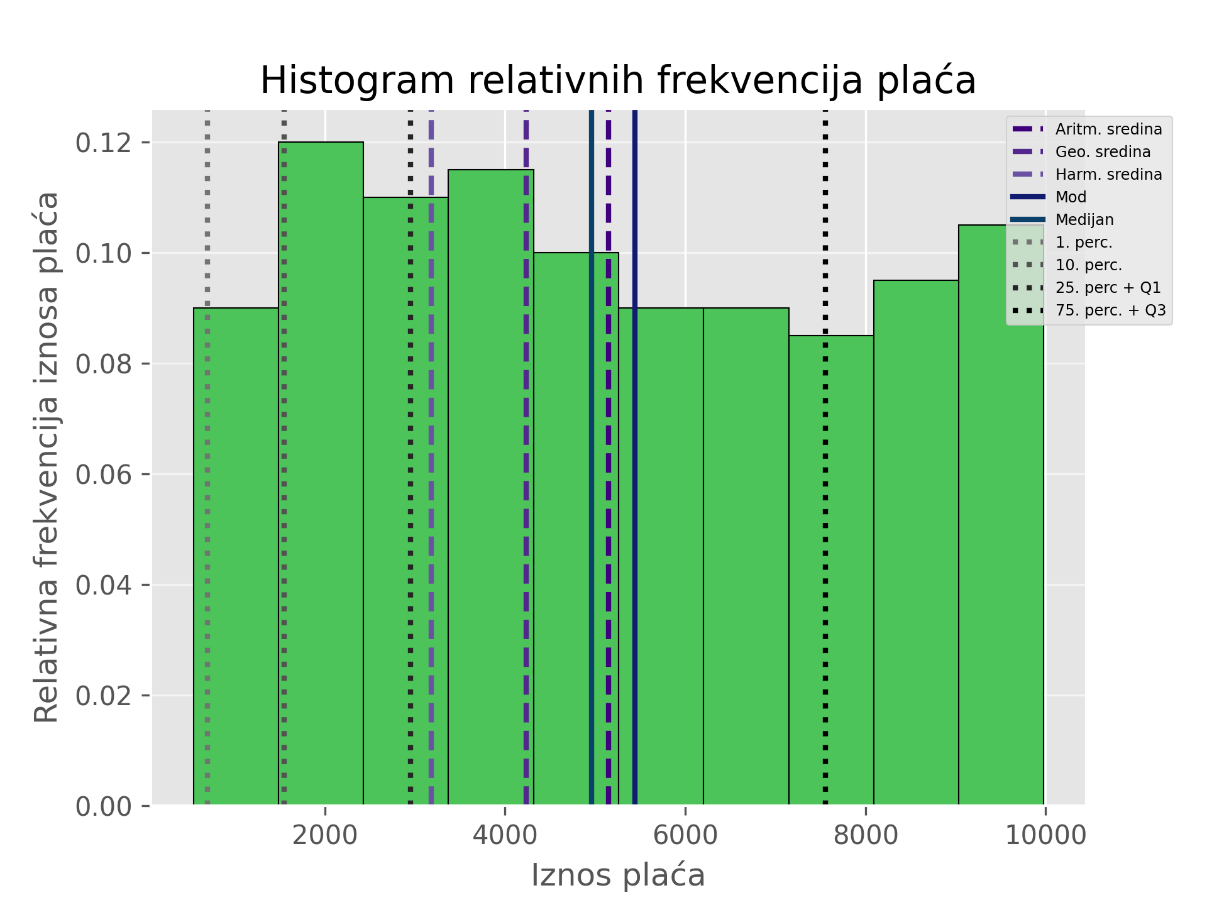 Histogram relativnih frekvencija plaća
Relativna frekvencija iznosa plaća
0.12
0.10
0.08
0.06
0.04
0.02
0.00
2000
4000
6000
8000
10000
Iznos plaća
Aritm. sredina
Geo. sredina
Harm. sredina
Mod
Medijan
1. perc.
10. perc.
25. perc + Q1
75. perc. + Q3